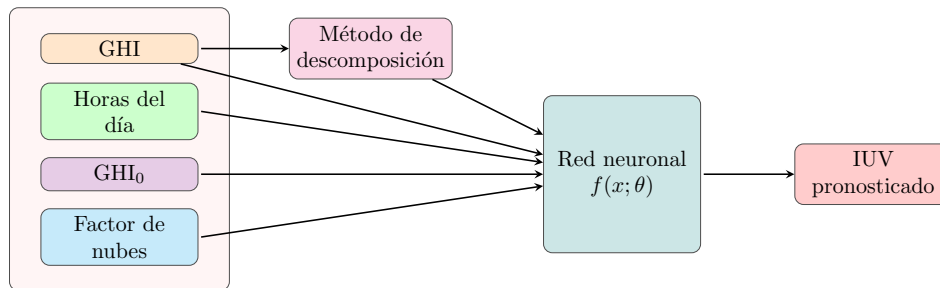 GHI
Horas del
día
GHI₀
Factor de
nubes
Método de
descomposición
Red neuronal
f(x; θ)
IUV
pronosticado